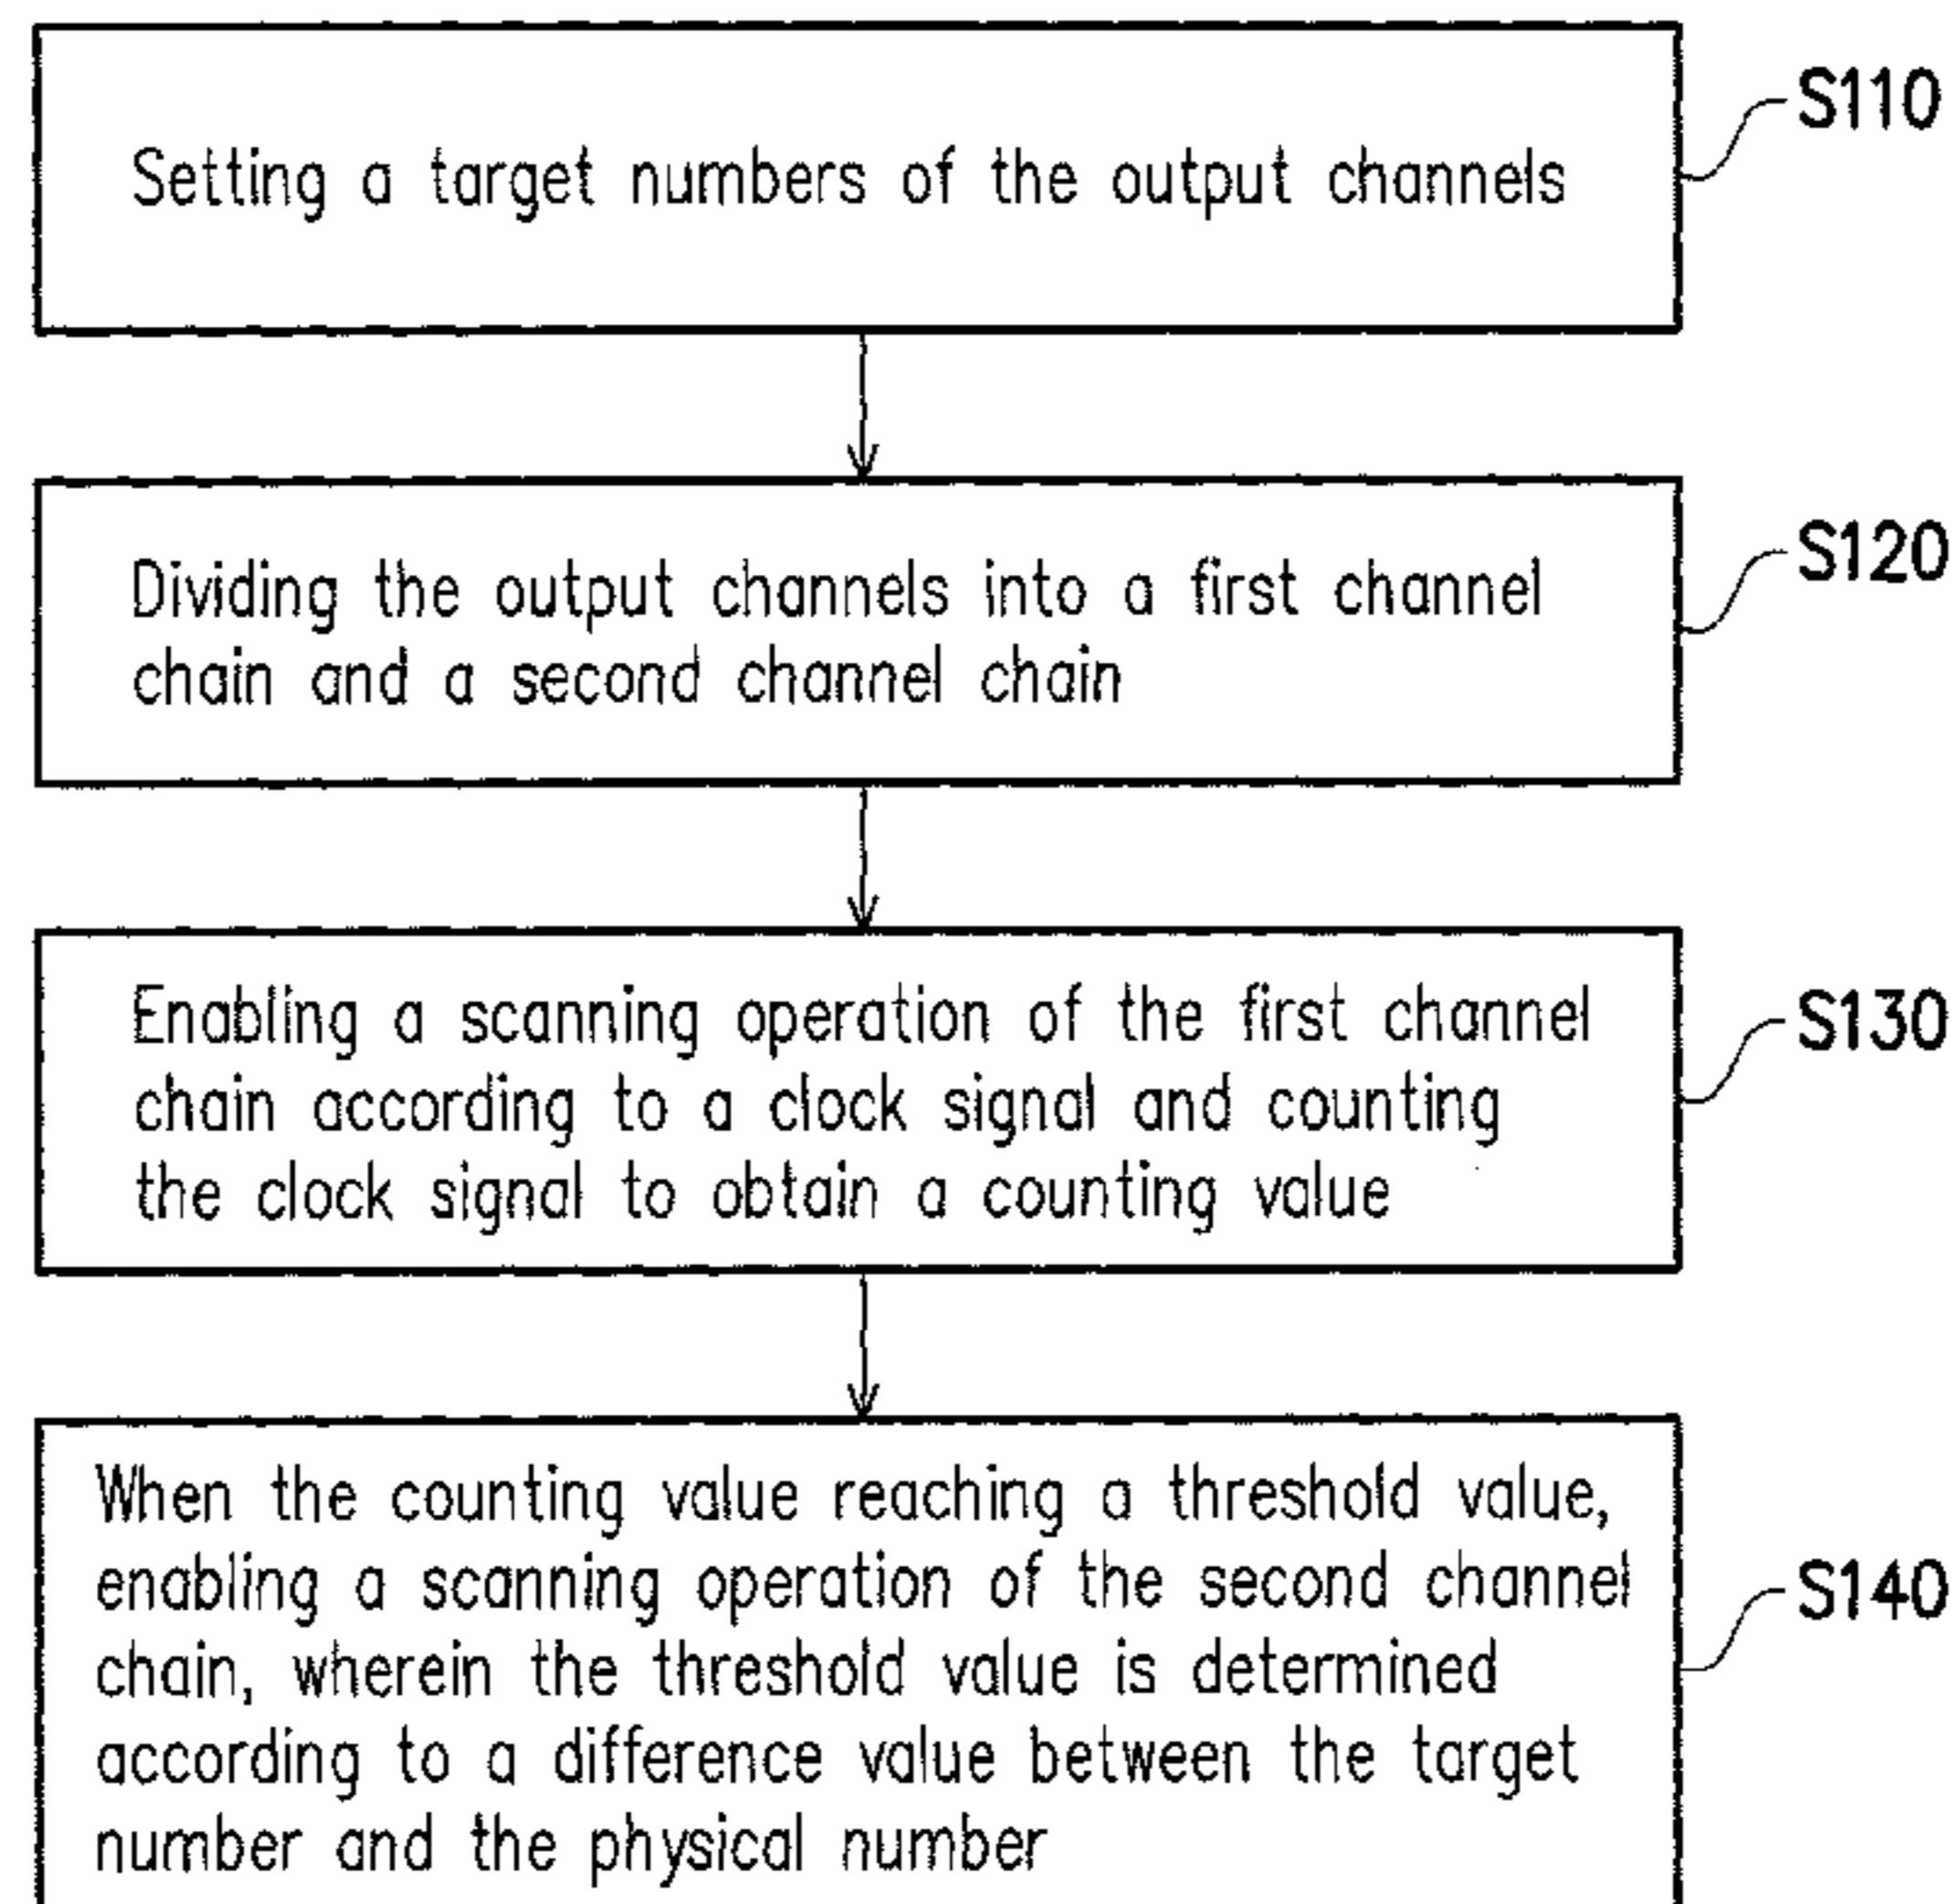 Setting a target numbers of the output channels
S110
Dividing the output channels into a first channel
chain and a second channel chain
S120
Enabling a scanning operation of the first channel
chain according to a clock signal and counting
the clock signal to obtain a counting value
S130
When the counting value reaching a threshold value,
enabling a scanning operation of the second channel
chain, wherein the threshold value is determined
according to a difference value between the target
number and the physical number
S140